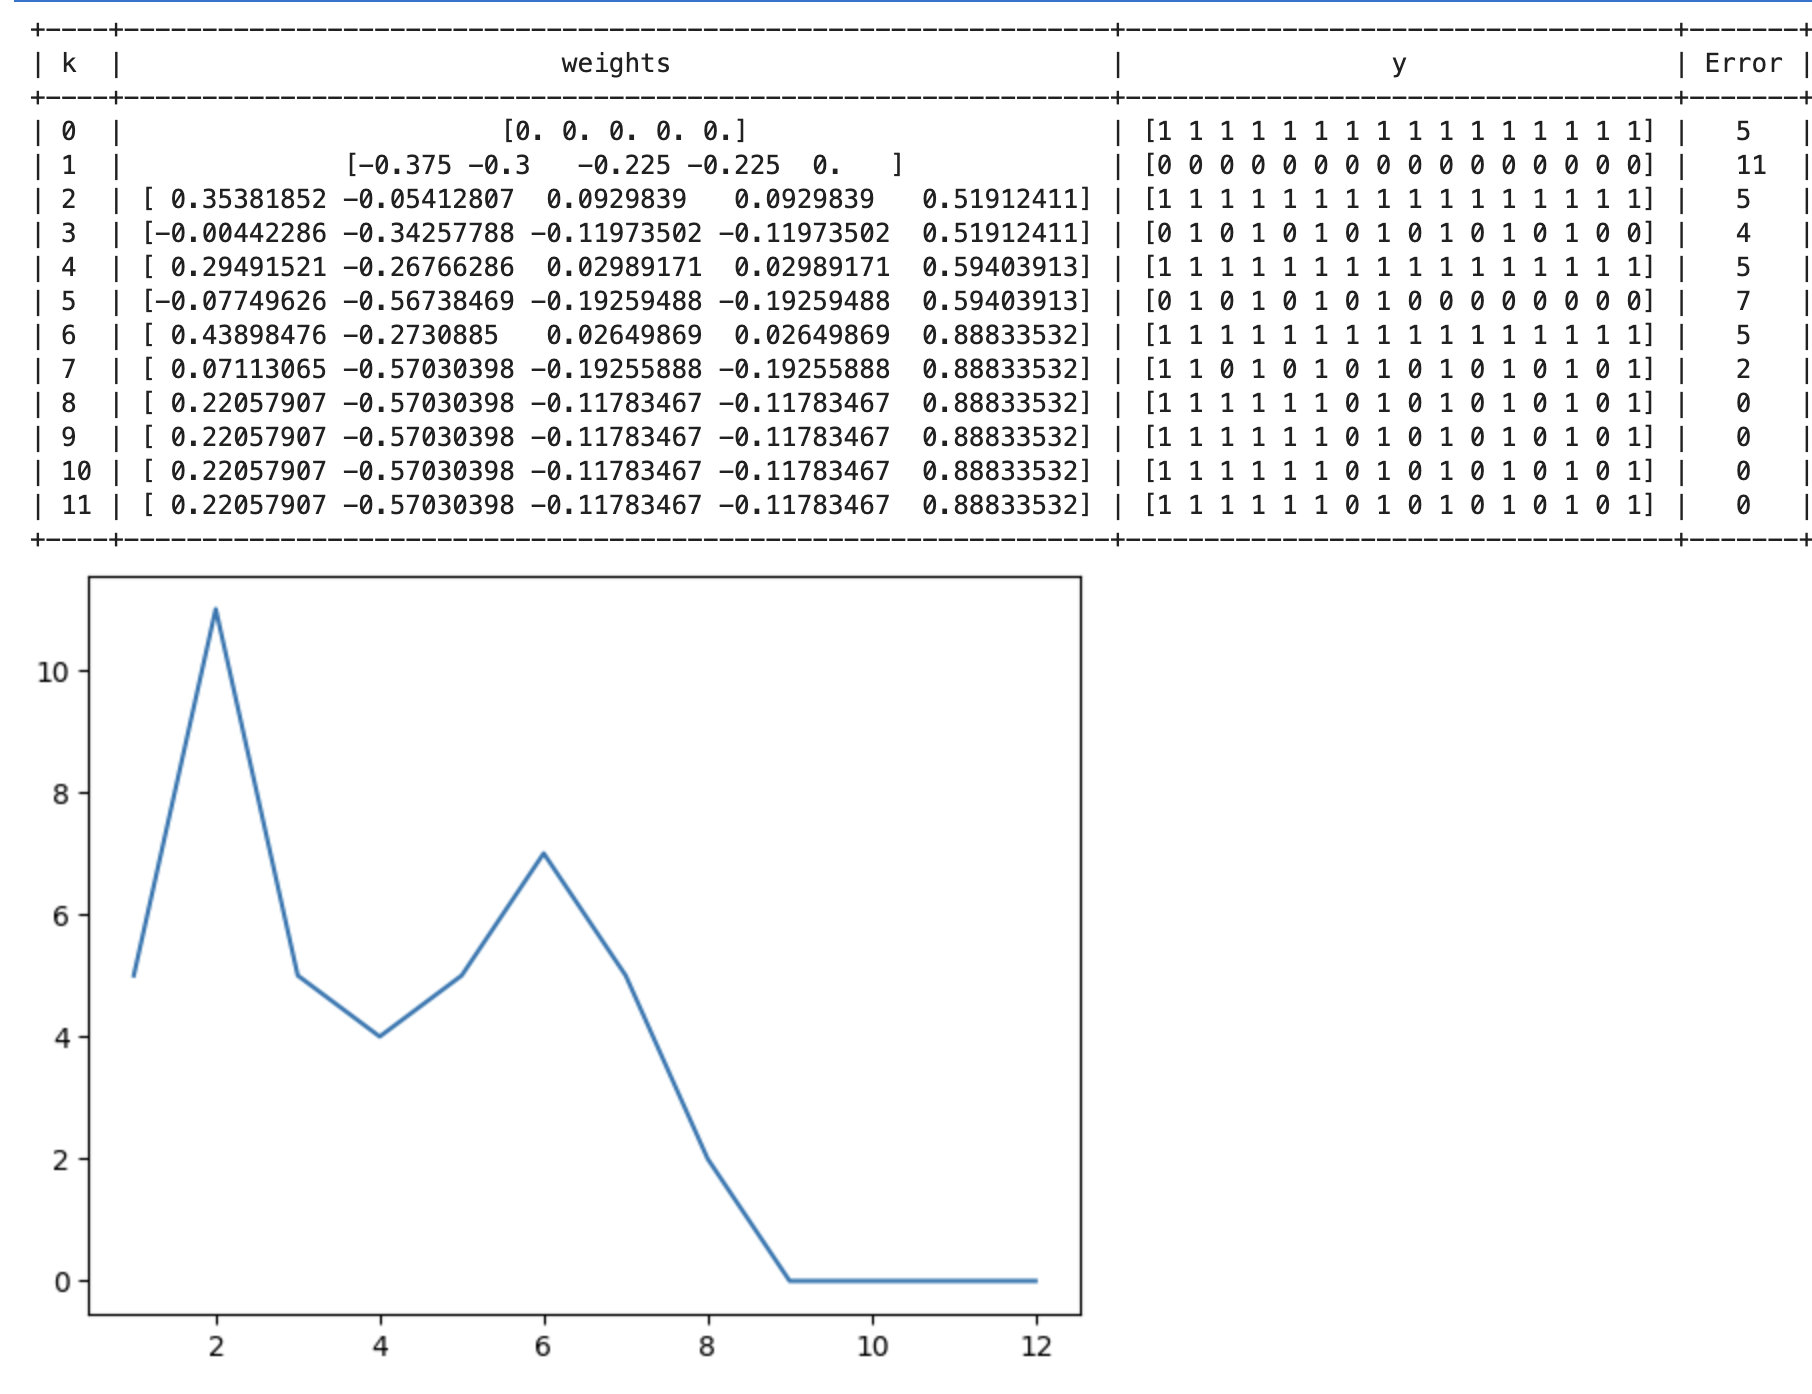 +----+----------------------------------------------------------------+------------------------------------+-------+
| k | weights | y | Error |
+----+----------------------------------------------------------------+------------------------------------+-------+
| 0 | [0. 0. 0. 0. 0.] | [1 1 1 1 1 1 1 1 1 1 1 1 1 1 1 1] | 5 |
| 1 | [-0.375 -0.3 -0.225 -0.225 0. ] | [0 0 0 0 0 0 0 0 0 0 0 0 0 0 0 0] | 11 |
| 2 | [ 0.35381852 -0.05412807 0.0929839 0.0929839 0.51912411] | [1 1 1 1 1 1 1 1 1 1 1 1 1 1 1 1] | 5 |
| 3 | [-0.00442286 -0.34257788 -0.11973502 -0.11973502 0.51912411] | [0 1 0 1 0 1 0 1 0 1 0 1 0 1 0 0] | 4 |
| 4 | [ 0.29491521 -0.26766286 0.02989171 0.02989171 0.59403913] | [1 1 1 1 1 1 1 1 1 1 1 1 1 1 1 1] | 5 |
| 5 | [-0.07749626 -0.56738469 -0.19259488 -0.19259488 0.59403913] | [0 1 0 1 0 1 0 1 0 0 0 0 0 0 0 0] | 7 |
| 6 | [ 0.43898476 -0.2730885 0.02649869 0.02649869 0.88833532] | [1 1 1 1 1 1 1 1 1 1 1 1 1 1 1 1] | 5 |
| 7 | [ 0.07113065 -0.57030398 -0.19255888 -0.19255888 0.88833532] | [1 1 0 1 0 1 0 1 0 1 0 1 0 1 0 1] | 2 |
| 8 | [ 0.22057907 -0.57030398 -0.11783467 -0.11783467 0.88833532] | [1 1 1 1 1 1 0 1 0 1 0 1 0 1 0 1] | 0 |
| 9 | [ 0.22057907 -0.57030398 -0.11783467 -0.11783467 0.88833532] | [1 1 1 1 1 1 0 1 0 1 0 1 0 1 0 1] | 0 |
| 10 | [ 0.22057907 -0.57030398 -0.11783467 -0.11783467 0.88833532] | [1 1 1 1 1 1 0 1 0 1 0 1 0 1 0 1] | 0 |
| 11 | [ 0.22057907 -0.57030398 -0.11783467 -0.11783467 0.88833532] | [1 1 1 1 1 1 0 1 0 1 0 1 0 1 0 1] | 0 |
+----+----------------------------------------------------------------+------------------------------------+-------+
10
8
6
4
2
0
2 4 6 8 10 12